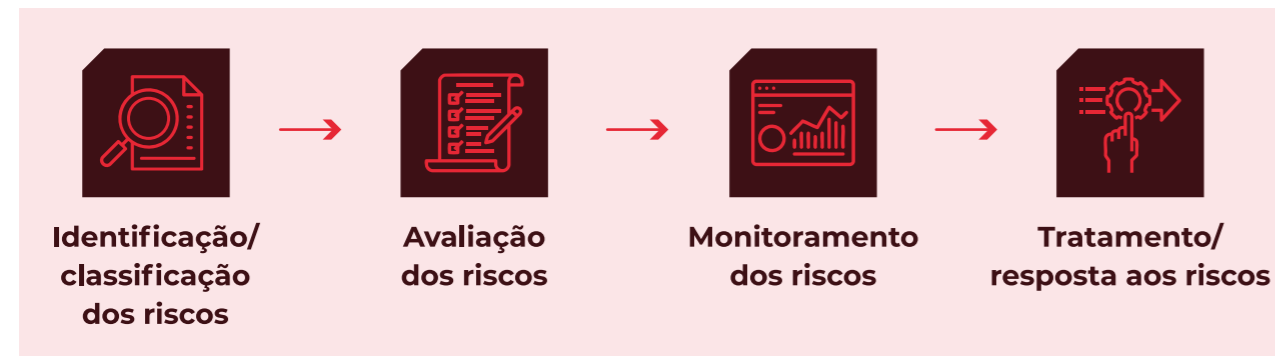 Identificação/
classificação
dos riscos
Avaliação
dos riscos
Monitoramento
dos riscos
Tratamento/
resposta aos riscos